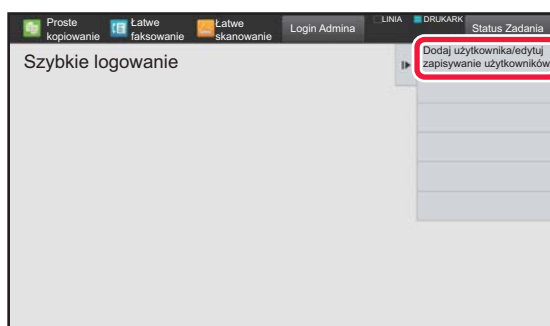 Proste kopiowanie
Łatwe faksowanie
Łatwe skanowanie
Login Admina
LINIA
DRUKARK
Status Zadania
Szybkie logowanie
Dodaj użytkownika/edytuj
zapisywanie użytkowników